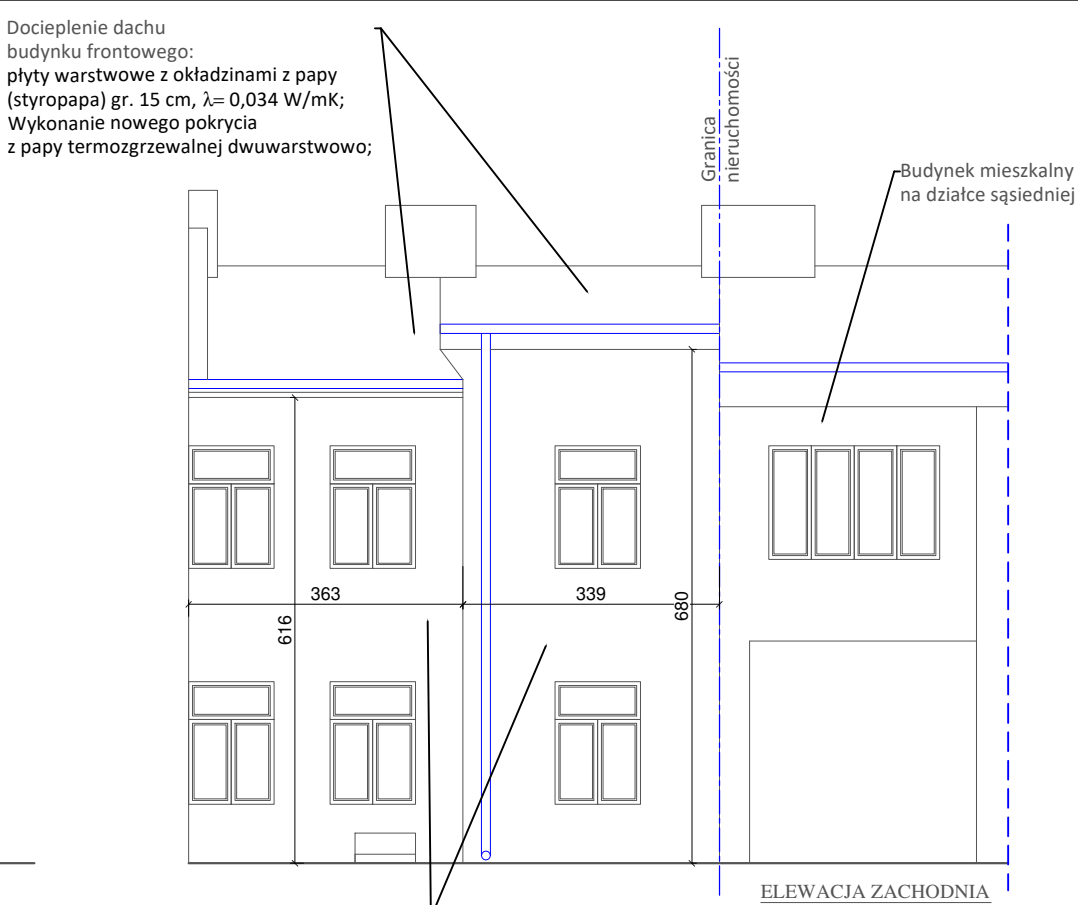 Docieplenie dachu
budynku frontowego:
płyty warstwowe z okładzinami z papy
(styropapa) gr. 15 cm, λ= 0,034 W/mK;
Wykonanie nowego pokrycia
z papy termozgrzewalnej dwuwarstwowo;
Granica
nieruchomości
Budynek mieszkalny
na działce sąsiedniej
363
339
616
680
ELEWACJA ZACHODNIA